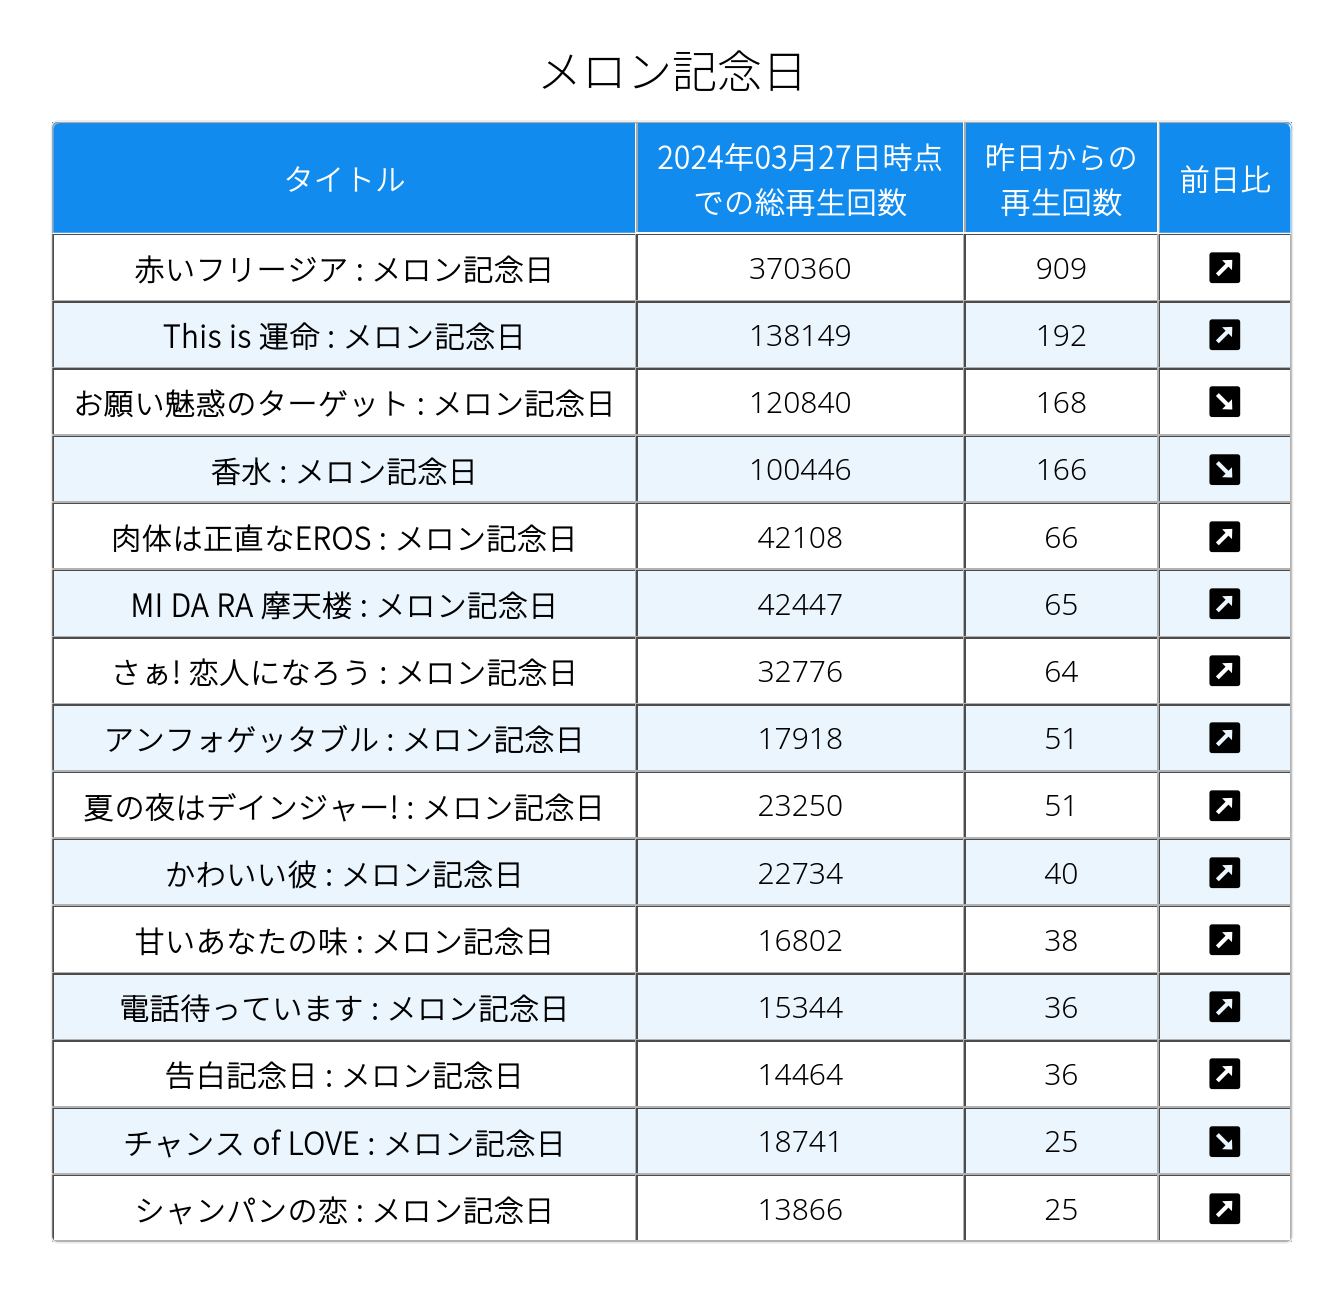 メロン記念日
タイトル 2024年03月27日時点での総再生回数 昨日からの再生回数 前日比
赤いフリージア : メロン記念日 370360 909 ↗
This is 運命 : メロン記念日 138149 192 ↗
お願い魅惑のターゲット : メロン記念日 120840 168 ↘
香水 : メロン記念日 100446 166 ↘
肉体は正直なEROS : メロン記念日 42108 66 ↗
MI DA RA 摩天楼 : メロン記念日 42447 65 ↗
さぁ! 恋人になろう : メロン記念日 32776 64 ↗
アンフォゲッタブル : メロン記念日 17918 51 ↗
夏の夜はデインジャー! : メロン記念日 23250 51 ↗
かわいい彼 : メロン記念日 22734 40 ↗
甘いあなたの味 : メロン記念日 16802 38 ↗
電話待っています : メロン記念日 15344 36 ↗
告白記念日 : メロン記念日 14464 36 ↗
チャンス of LOVE : メロン記念日 18741 25 ↘
シャンパンの恋 : メロン記念日 13866 25 ↗